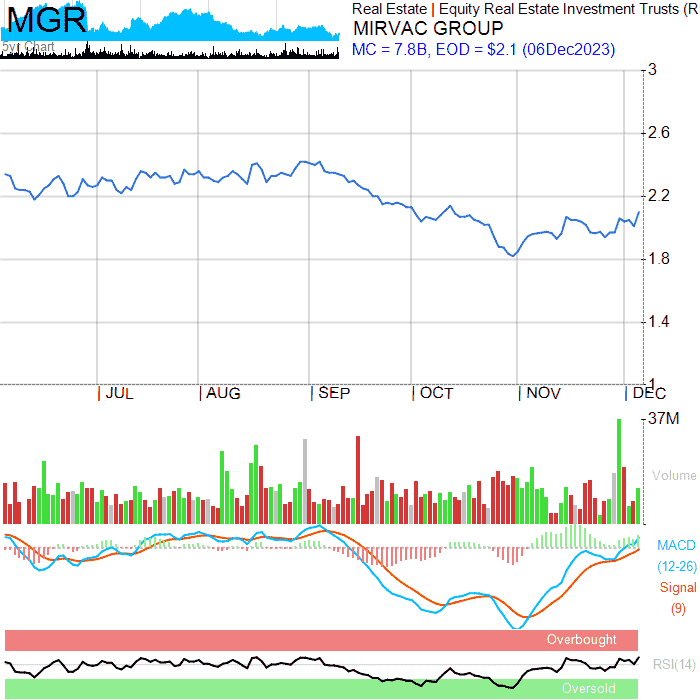 MGR
5yr Chart
Real Estate | Equity Real Estate Investment Trusts (R
MIRVAC GROUP
MC = 7.8B, EOD = $2.1 (06Dec2023)
3
2.6
2.2
1.8
1.4
1
| JUL | AUG | SEP | OCT | NOV | DEC
37M
Volume
MACD
(12-26)
Signal
(9)
Overbought
RSI(14)
Oversold